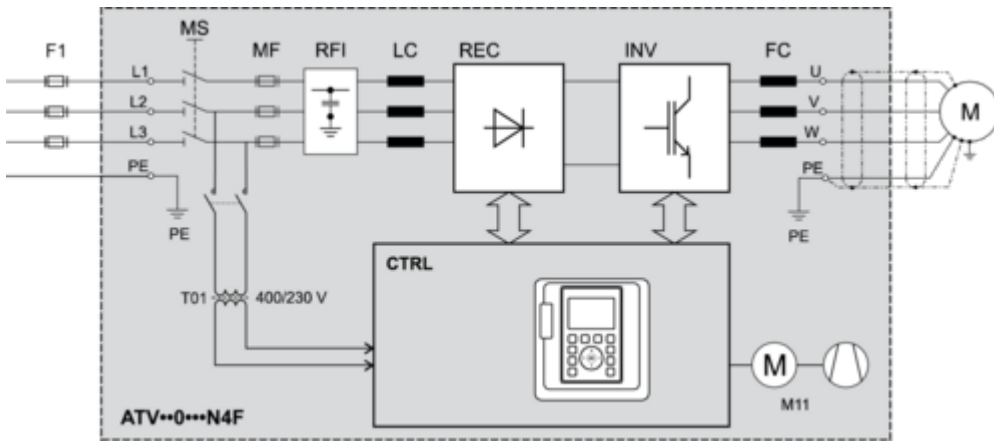 MS
F1 MF RFI LC REC INV FC
L1 U
L2 V M
L3 W
PE PE
PE PE
CTRL
T01 400/230 V
M
M11
ATV••0•••N4F